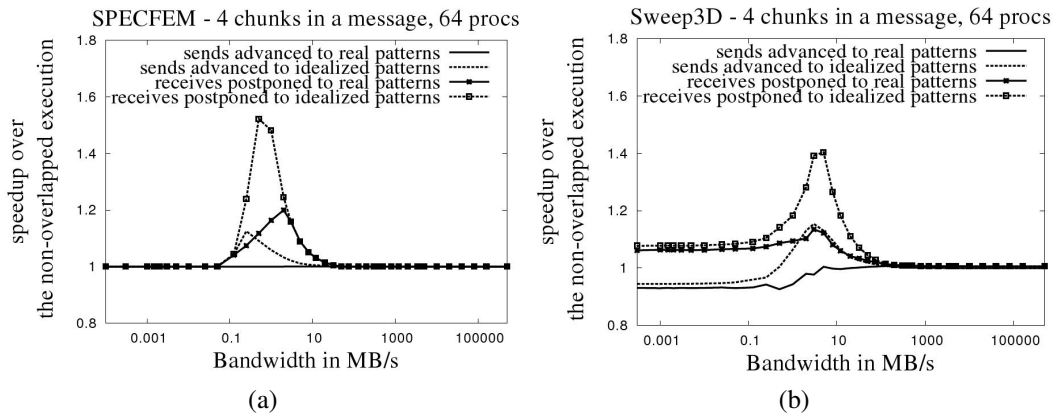 SPECFEM - 4 chunks in a message, 64 procs
1.8
1.6
1.4
1.2
1
0.8
speedup over
the non-overlapped execution
sends advanced to real patterns
sends advanced to idealized patterns
receives postponed to real patterns
receives postponed to idealized patterns
0.001 0.1 10 1000 100000
Bandwidth in MB/s
(a)
Sweep3D - 4 chunks in a message, 64 procs
1.8
1.6
1.4
1.2
1
0.8
speedup over
the non-overlapped execution
sends advanced to real patterns
sends advanced to idealized patterns
receives postponed to real patterns
receives postponed to idealized patterns
0.001 0.1 10 1000 100000
Bandwidth in MB/s
(b)